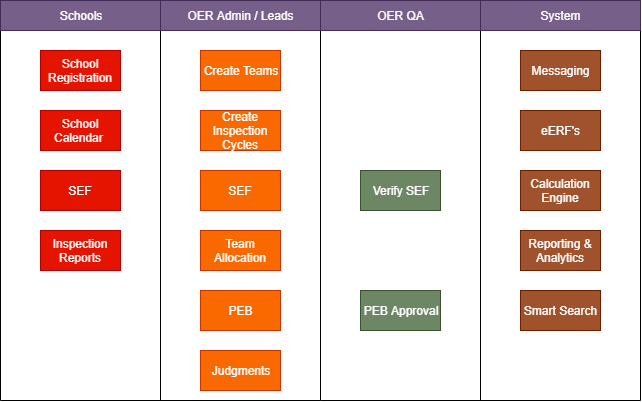 Schools
OER Admin / Leads
OER QA
System
School
Registration
Create Teams
Messaging
School
Calendar
Create
Inspection
Cycles
eERF's
SEF
SEF
Verify SEF
Calculation
Engine
Inspection
Reports
Team
Allocation
Reporting &
Analytics
PEB
PEB Approval
Smart Search
Judgments